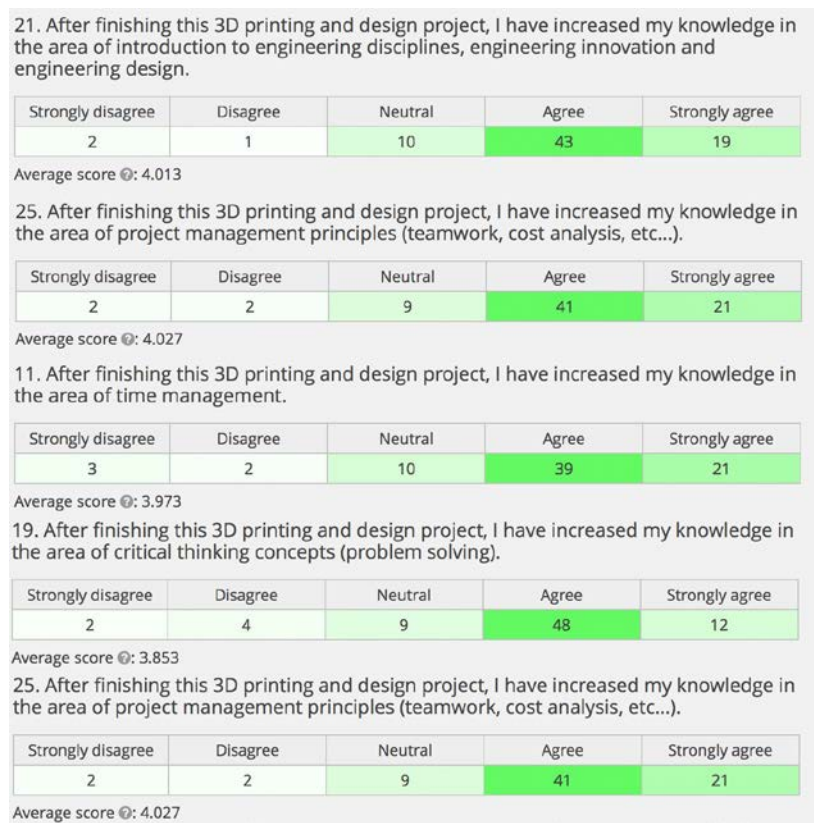 21. After finishing this 3D printing and design project, I have increased my knowledge in
the area of introduction to engineering disciplines, engineering innovation and
engineering design.
Strongly disagree Disagree Neutral Agree Strongly agree
2 1 10 43 19
Average score ?: 4.013
25. After finishing this 3D printing and design project, I have increased my knowledge in
the area of project management principles (teamwork, cost analysis, etc...).
Strongly disagree Disagree Neutral Agree Strongly agree
2 2 9 41 21
Average score ?: 4.027
11. After finishing this 3D printing and design project, I have increased my knowledge in
the area of time management.
Strongly disagree Disagree Neutral Agree Strongly agree
3 2 10 39 21
Average score ?: 3.973
19. After finishing this 3D printing and design project, I have increased my knowledge in
the area of critical thinking concepts (problem solving).
Strongly disagree Disagree Neutral Agree Strongly agree
2 4 9 48 12
Average score ?: 3.853
25. After finishing this 3D printing and design project, I have increased my knowledge in
the area of project management principles (teamwork, cost analysis, etc...).
Strongly disagree Disagree Neutral Agree Strongly agree
2 2 9 41 21
Average score ?: 4.027